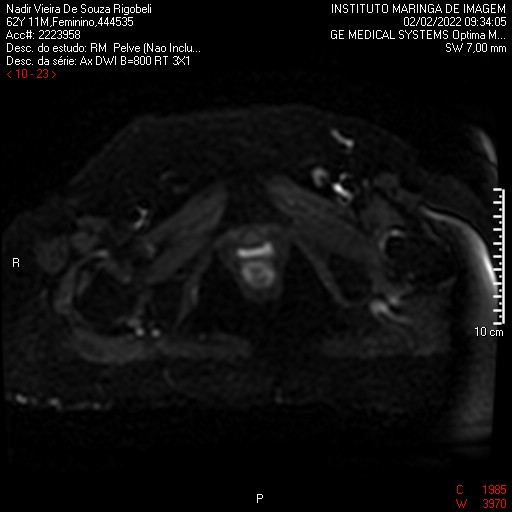 Nadir Vieira De Souza Rigobeli
62Y 11M,Feminino,444535
Acc#: 2223958
Desc. do estudo: RM Pelve (Nao Inclu...
Desc. da série: Ax DWI B=800 RT 3X1
< 10 - 23 >
INSTITUTO MARINGA DE IMAGEM
02/02/2022 09:34:05
GE MEDICAL SYSTEMS Optima M...
SW 7,00 mm
R
10 cm
P
C 1985
W 3970